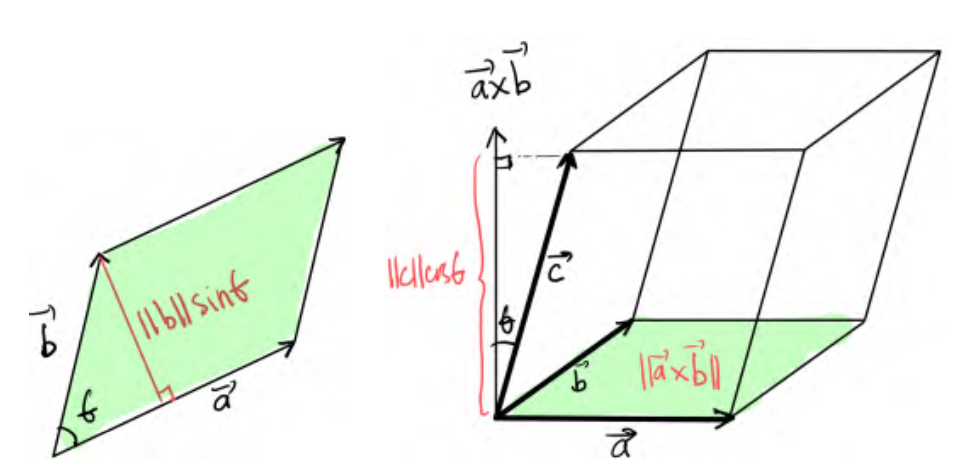 b⃗
||b|| sinθ
a⃗
θ
a⃗×b⃗
||c||cosθ
c⃗
θ
b⃗
||a⃗×b⃗||
a⃗